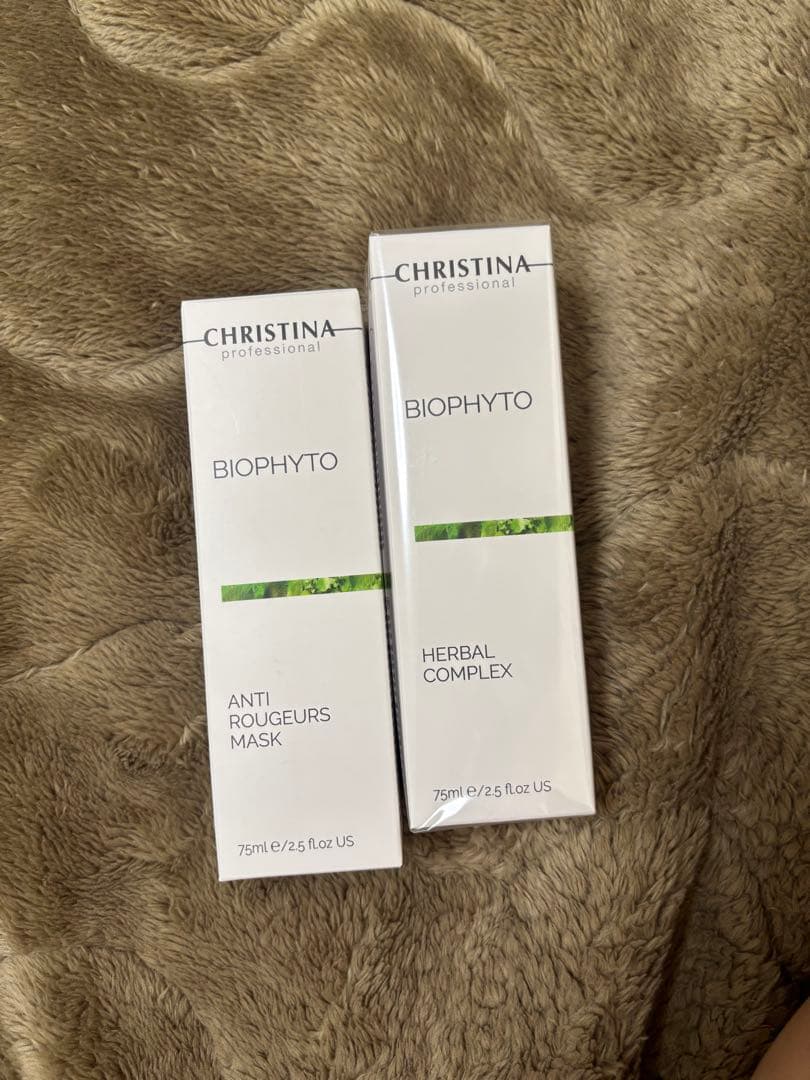 CHRISTINA
professional
BIOPHYTO
ANTI
ROUGEURS
MASK
75ml e/2.5 fl.oz US
CHRISTINA
professional
BIOPHYTO
HERBAL
COMPLEX
75ml e/2.5 fl.oz US